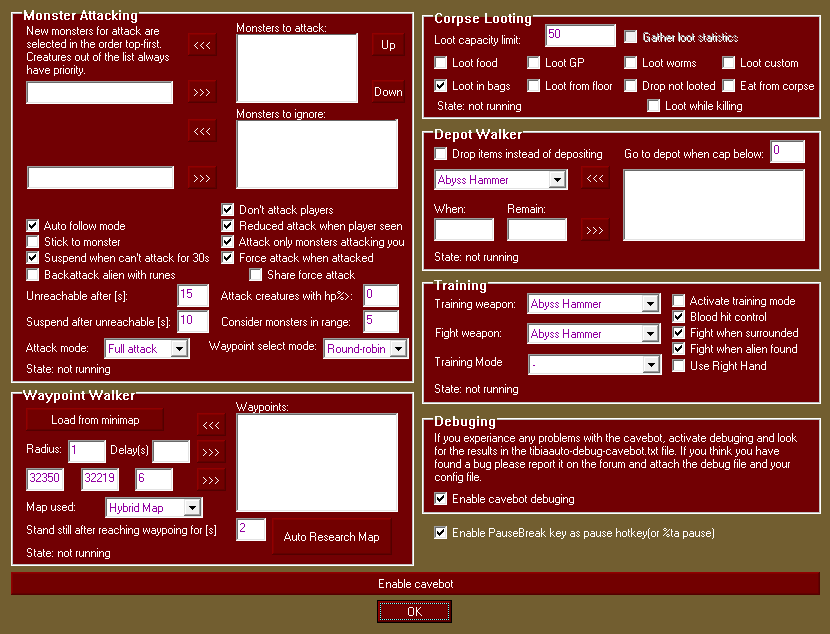 Monster Attacking
New monsters for attack are
selected in the order top-first.
Creatures out of the list always
have priority.
<<<
>>>
Monsters to attack:
Up
Down
<<<
>>>
Monsters to ignore:
Don't attack players
Auto follow mode
Reduced attack when player seen
Stick to monster
Attack only monsters attacking you
Suspend when can't attack for 30s
Force attack when attacked
Backattack alien with runes
Share force attack
Unreachable after [s]:
15
Attack creatures with hp%>:
0
Suspend after unreachable [s]:
10
Consider monsters in range:
5
Attack mode:
Full attack
Waypoint select mode:
Round-robin
State: not running
Waypoint Walker
Load from minimap
<<<
Waypoints:
Radius:
1
Delay(s)
>>>
32350
32219
6
>>>
Map used:
Hybrid Map
Stand still after reaching waypoing for [s]
2
Auto Research Map
State: not running
Corpse Looting
Loot capacity limit:
50
Gather loot statistics
Loot food
Loot GP
Loot worms
Loot custom
Loot in bags
Loot from floor
Drop not looted
Eat from corpse
State: not running
Loot while killing
Depot Walker
Drop items instead of depositing
Go to depot when cap below:
0
Abyss Hammer
<<<
When:
Remain:
>>>
State: not running
Training
Training weapon:
Abyss Hammer
Activate training mode
Blood hit control
Fight weapon:
Abyss Hammer
Fight when surrounded
Fight when alien found
Training Mode
-
Use Right Hand
State: not running
Debuging
If you experiance any problems with the cavebot, activate debuging and look
for the results in the tibiaauto-debug-cavebot.txt file. If you think you have
found a bug please report it on the forum and attach the debug file and your
config file.
Enable cavebot debuging
Enable PauseBreak key as pause hotkey(or %ta pause)
Enable cavebot
OK